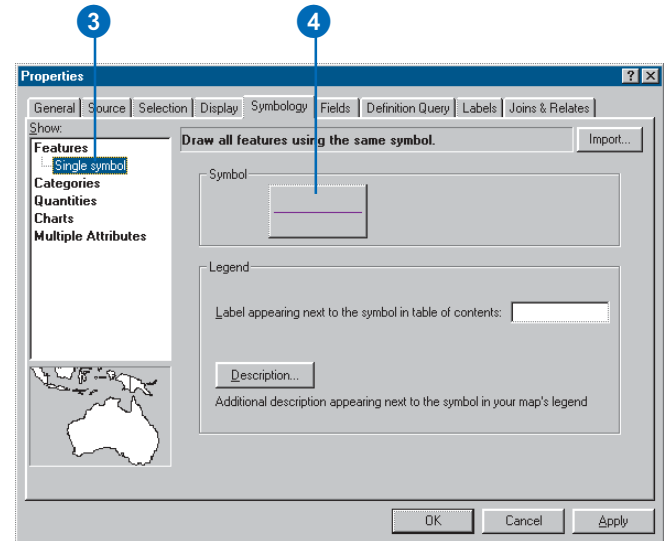 3 4
Properties
General Source Selection Display Symbology Fields Definition Query Labels Joins & Relates
Show:
Features
Single symbol
Categories
Quantities
Charts
Multiple Attributes
Draw all features using the same symbol.
Import...
Symbol
Legend
Label appearing next to the symbol in table of contents:
Description...
Additional description appearing next to the symbol in your map's legend
OK Cancel Apply